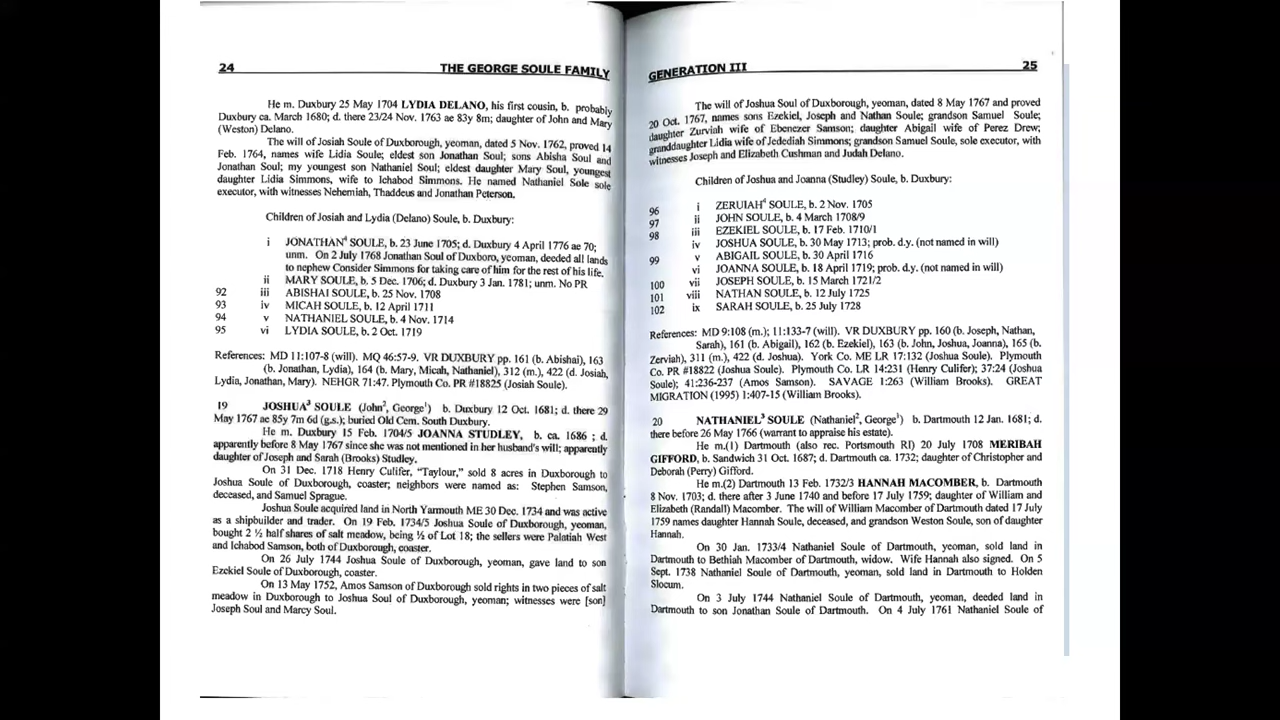 24 THE GEORGE SOULE FAMILY
He m. Duxbury 25 May 1704 LYDIA DELANO, his first cousin, b. probably
Duxbury ca. March 1680; d. there 23/24 Nov. 1763 ae 83y 8m; daughter of John and Mary
(Weston) Delano.
The will of Josiah Soule of Duxborough, yeoman, dated 5 Nov. 1762, proved 14
Feb. 1764, names wife Lidia Soule; eldest son Jonathan Soul; sons Abisha Soul and
Jonathan Soul; my youngest son Nathaniel Soul; eldest daughter Mary Soul, youngest
daughter Lidia Simmons, wife to Ichabod Simmons. He named Nathaniel Sole sole
executor, with witnesses Nehemiah, Thaddeus and Jonathan Peterson.
Children of Josiah and Lydia (Delano) Soule, b. Duxbury:
i JONATHAN⁴ SOULE, b. 23 June 1705; d. Duxbury 4 April 1776 ae 70;
unm. On 2 July 1768 Jonathan Soul of Duxboro, yeoman, deeded all lands
to nephew Consider Simmons for taking care of him for the rest of his life.
ii MARY SOULE, b. 5 Dec. 1706; d. Duxbury 3 Jan. 1781; unm. No PR
92 iii ABISHAI SOULE, b. 25 Nov. 1708
93 iv MICAH SOULE, b. 12 April 1711
94 v NATHANIEL SOULE, b. 4 Nov. 1714
95 vi LYDIA SOULE, b. 2 Oct. 1719
References: MD 11:107-8 (will). MQ 46:57-9. VR DUXBURY pp. 161 (b. Abishai), 163
(b. Jonathan, Lydia), 164 (b. Mary, Micah, Nathaniel), 312 (m.), 422 (d. Josiah,
Lydia, Jonathan, Mary). NEHGR 71:47. Plymouth Co. PR #18825 (Josiah Soule).
19 JOSHUA³ SOULE (John², George¹) b. Duxbury 12 Oct. 1681; d. there 29
May 1767 ae 85y 7m 6d (g.s.); buried Old Cem. South Duxbury.
He m. Duxbury 15 Feb. 1704/5 JOANNA STUDLEY, b. ca. 1686 ; d.
apparently before 8 May 1767 since she was not mentioned in her husband's will; apparently
daughter of Joseph and Sarah (Brooks) Studley.
On 31 Dec. 1718 Henry Culifer, "Taylour," sold 8 acres in Duxborough to
Joshua Soule of Duxborough, coaster; neighbors were named as: Stephen Samson,
deceased, and Samuel Sprague.
Joshua Soule acquired land in North Yarmouth ME 30 Dec. 1734 and was active
as a shipbuilder and trader. On 19 Feb. 1734/5 Joshua Soule of Duxborough, yeoman,
bought 2 ½ half shares of salt meadow, being ½ of Lot 18; the sellers were Palatiah West
and Ichabod Samson, both of Duxborough, coaster.
On 26 July 1744 Joshua Soule of Duxborough, yeoman, gave land to son
Ezekiel Soule of Duxborough, coaster.
On 13 May 1752, Amos Samson of Duxborough sold rights in two pieces of salt
meadow in Duxborough to Joshua Soul of Duxborough, yeoman; witnesses were [son]
Joseph Soul and Marcy Soul.
GENERATION III 25
The will of Joshua Soul of Duxborough, yeoman, dated 8 May 1767 and proved
20 Oct. 1767, names sons Ezekiel, Joseph and Nathan Soule; grandson Samuel Soule;
daughter Zurviah wife of Ebenezer Samson; daughter Abigail wife of Perez Drew;
granddaughter Lidia wife of Jedediah Simmons; grandson Samuel Soule, sole executor, with
witnesses Joseph and Elizabeth Cushman and Judah Delano.
Children of Joshua and Joanna (Studley) Soule, b. Duxbury:
96 i ZERUIAH⁴ SOULE, b. 2 Nov. 1705
97 ii JOHN SOULE, b. 4 March 1708/9
98 iii EZEKIEL SOULE, b. 17 Feb. 1710/1
iv JOSHUA SOULE, b. 30 May 1713; prob. d.y. (not named in will)
99 v ABIGAIL SOULE, b. 30 April 1716
vi JOANNA SOULE, b. 18 April 1719; prob. d.y. (not named in will)
100 vii JOSEPH SOULE, b. 15 March 1721/2
101 viii NATHAN SOULE, b. 12 July 1725
102 ix SARAH SOULE, b. 25 July 1728
References: MD 9:108 (m.); 11:133-7 (will). VR DUXBURY pp. 160 (b. Joseph, Nathan,
Sarah), 161 (b. Abigail), 162 (b. Ezekiel), 163 (b. John, Joshua, Joanna), 165 (b.
Zerviah), 311 (m.), 422 (d. Joshua). York Co. ME LR 17:132 (Joshua Soule). Plymouth
Co. PR #18822 (Joshua Soule). Plymouth Co. LR 14:231 (Henry Culifer); 37:24 (Joshua
Soule); 41:236-237 (Amos Samson). SAVAGE 1:263 (William Brooks). GREAT
MIGRATION (1995) 1:407-15 (William Brooks).
20 NATHANIEL³ SOULE (Nathaniel², George¹) b. Dartmouth 12 Jan. 1681; d.
there before 26 May 1766 (warrant to appraise his estate).
He m.(1) Dartmouth (also rec. Portsmouth RI) 20 July 1708 MERIBAH
GIFFORD, b. Sandwich 31 Oct. 1687; d. Dartmouth ca. 1732; daughter of Christopher and
Deborah (Perry) Gifford.
He m.(2) Dartmouth 13 Feb. 1732/3 HANNAH MACOMBER, b. Dartmouth
8 Nov. 1703; d. there after 3 June 1740 and before 17 July 1759; daughter of William and
Elizabeth (Randall) Macomber. The will of William Macomber of Dartmouth dated 17 July
1759 names daughter Hannah Soule, deceased, and grandson Weston Soule, son of daughter
Hannah.
On 30 Jan. 1733/4 Nathaniel Soule of Dartmouth, yeoman, sold land in
Dartmouth to Bethiah Macomber of Dartmouth, widow. Wife Hannah also signed. On 5
Sept. 1738 Nathaniel Soule of Dartmouth, yeoman, sold land in Dartmouth to Holden
Slocum.
On 3 July 1744 Nathaniel Soule of Dartmouth, yeoman, deeded land in
Dartmouth to son Jonathan Soule of Dartmouth. On 4 July 1761 Nathaniel Soule of